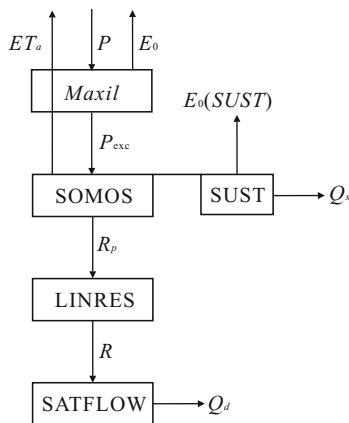 ETa P E0
Maxil
E0(SUST)
Pexc
SOMOS SUST
Qs
Rp
LINRES
R
SATFLOW Qd